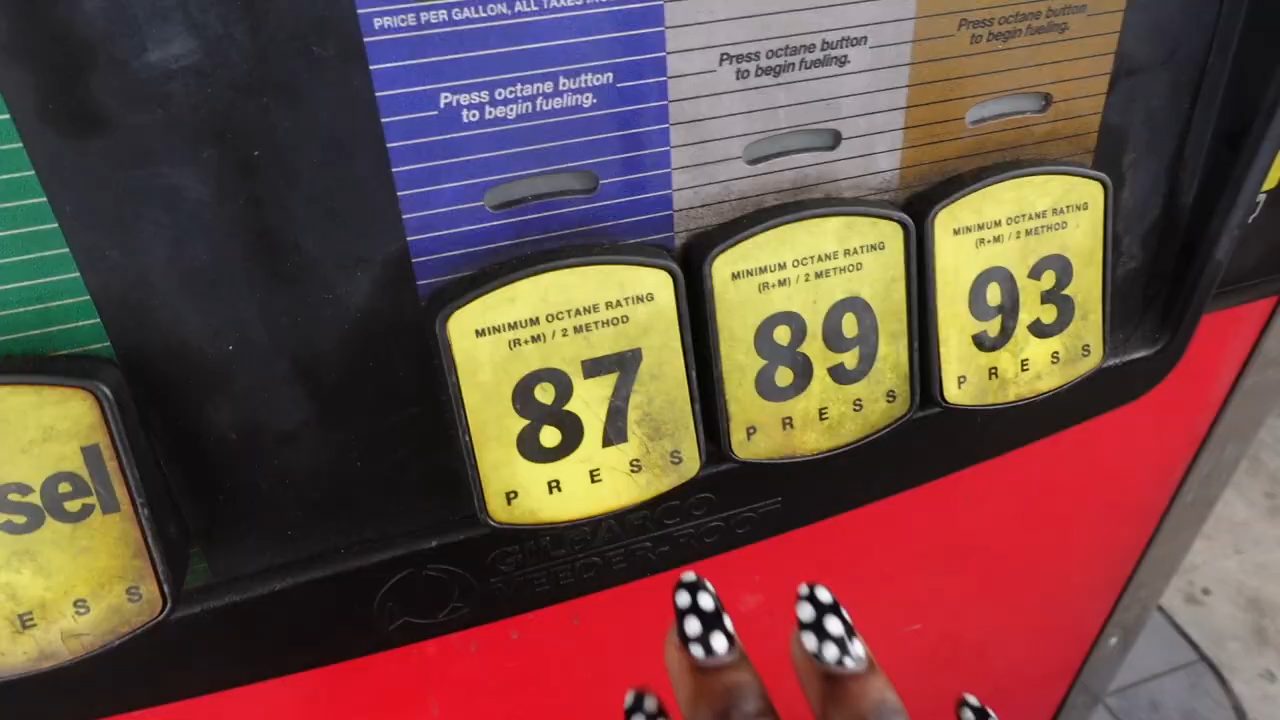 PRICE PER GALLON, ALL TAXES INC
Press octane button
to begin fueling.
Press octane button
to begin fueling.
Press octane button
to begin fueling.
MINIMUM OCTANE RATING
(R+M) / 2 METHOD
87
PRESS
MINIMUM OCTANE RATING
(R+M) / 2 METHOD
89
PRESS
MINIMUM OCTANE RATING
(R+M) / 2 METHOD
93
PRESS
sel
ESS
GILBARCO
VEEDER-ROOT